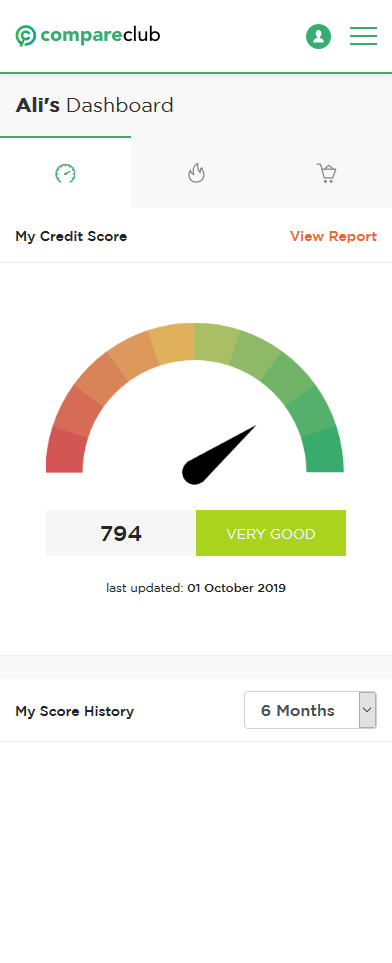 compareclub
Ali's Dashboard
My Credit Score
View Report
794
VERY GOOD
last updated: 01 October 2019
My Score History
6 Months